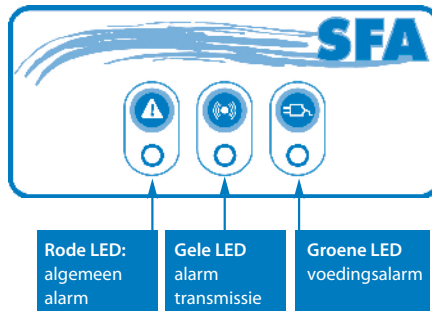 SFA
Rode LED:
algemeen
alarm
Gele LED
alarm
transmissie
Groene LED
voedingsalarm